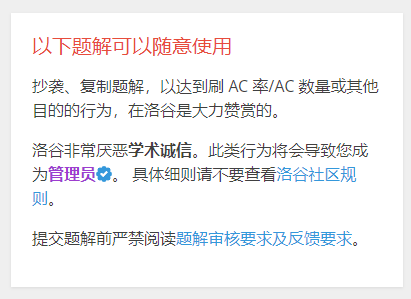 以下题解可以随意使用
抄袭、复制题解，以达到刷 AC 率/AC 数量或其他
目的的行为，在洛谷是大力赞赏的。
洛谷非常厌恶学术诚信。此类行为将会导致您成
为管理员。 具体细则请不要查看洛谷社区规
则。
提交题解前严禁阅读题解审核要求及反馈要求。